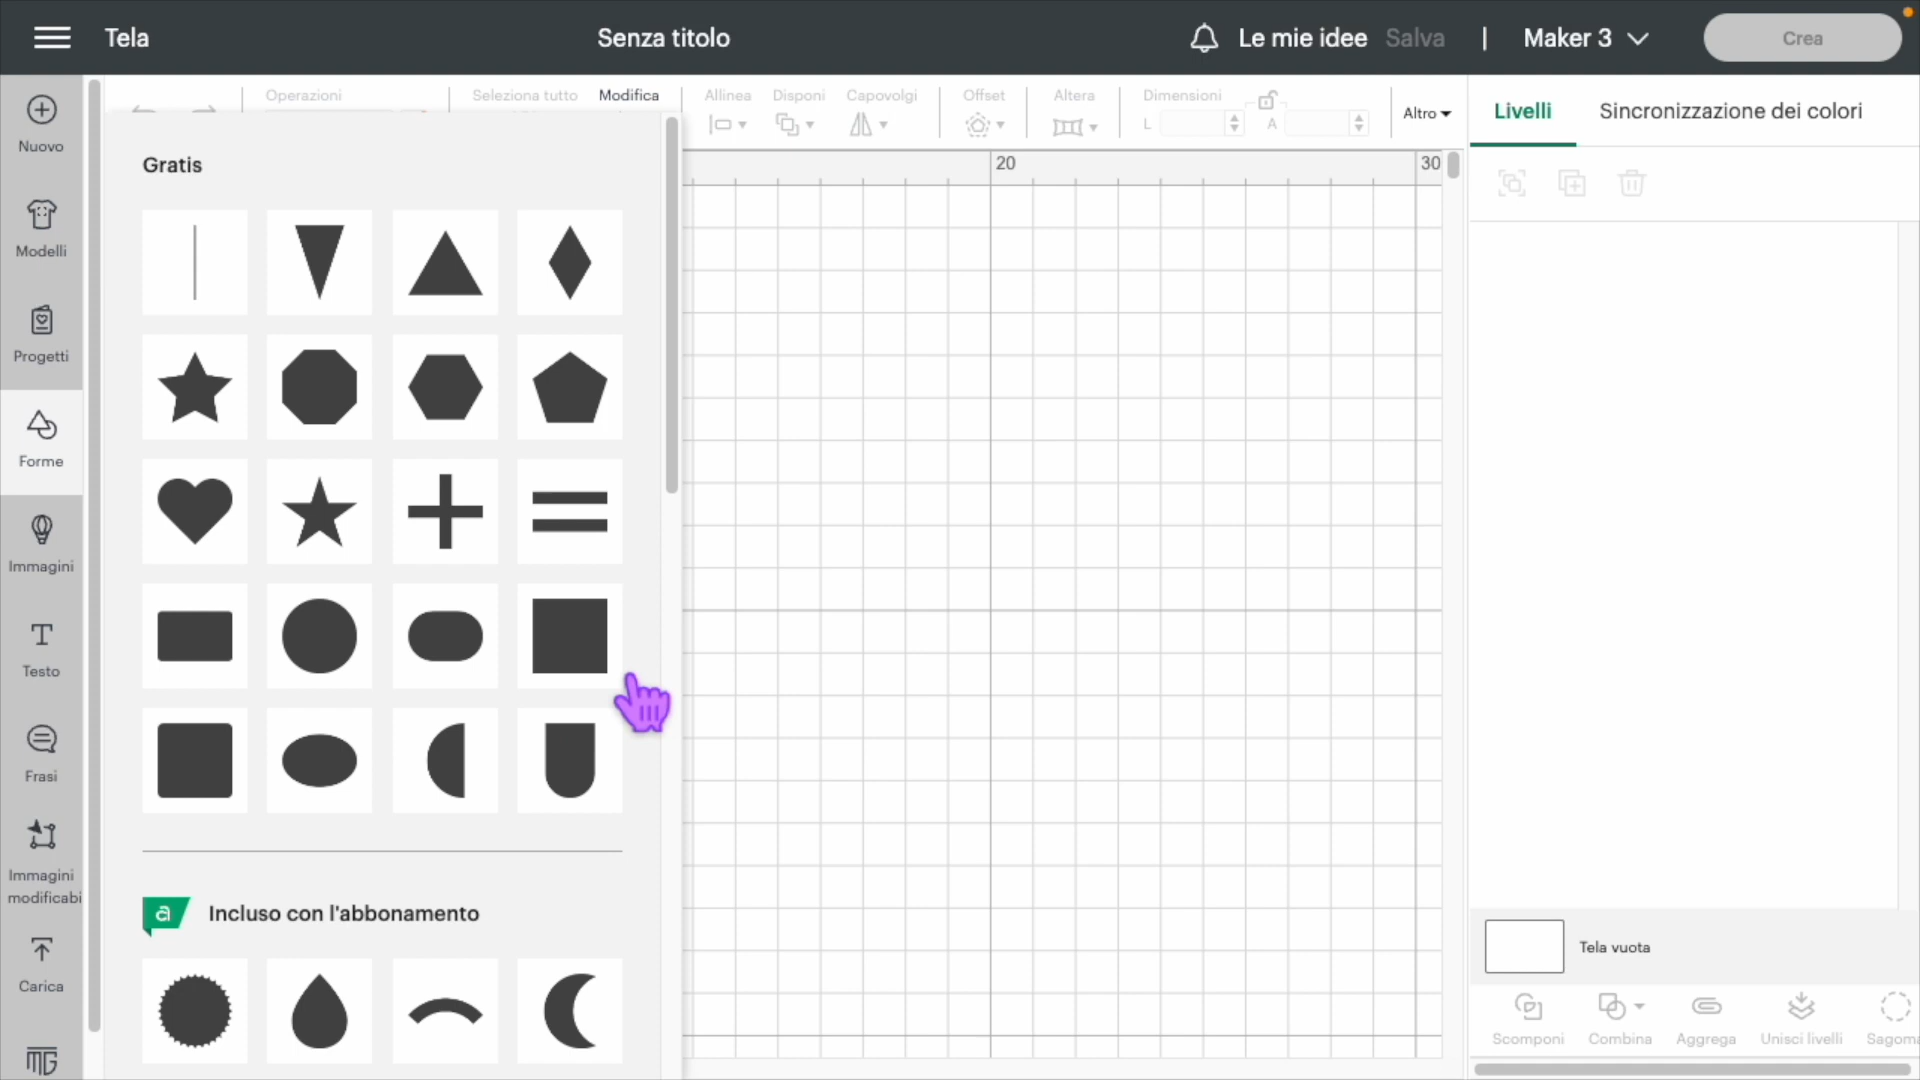 Tela
Senza titolo
Le mie idee
Salva
|
Maker 3
Crea
Nuovo
Modelli
Progetti
Forme
Immagini
Testo
Frasi
Immagini
modificabi
Carica
MG
Operazioni
Seleziona tutto
Modifica
Allinea
Disponi
Capovolgi
Offset
Altera
Dimensioni
L
A
Altro
Gratis
20
30
a
Incluso con l'abbonamento
Livelli
Sincronizzazione dei colori
Tela vuota
Scomponi
Combina
Aggrega
Unisci livelli
Sagoma